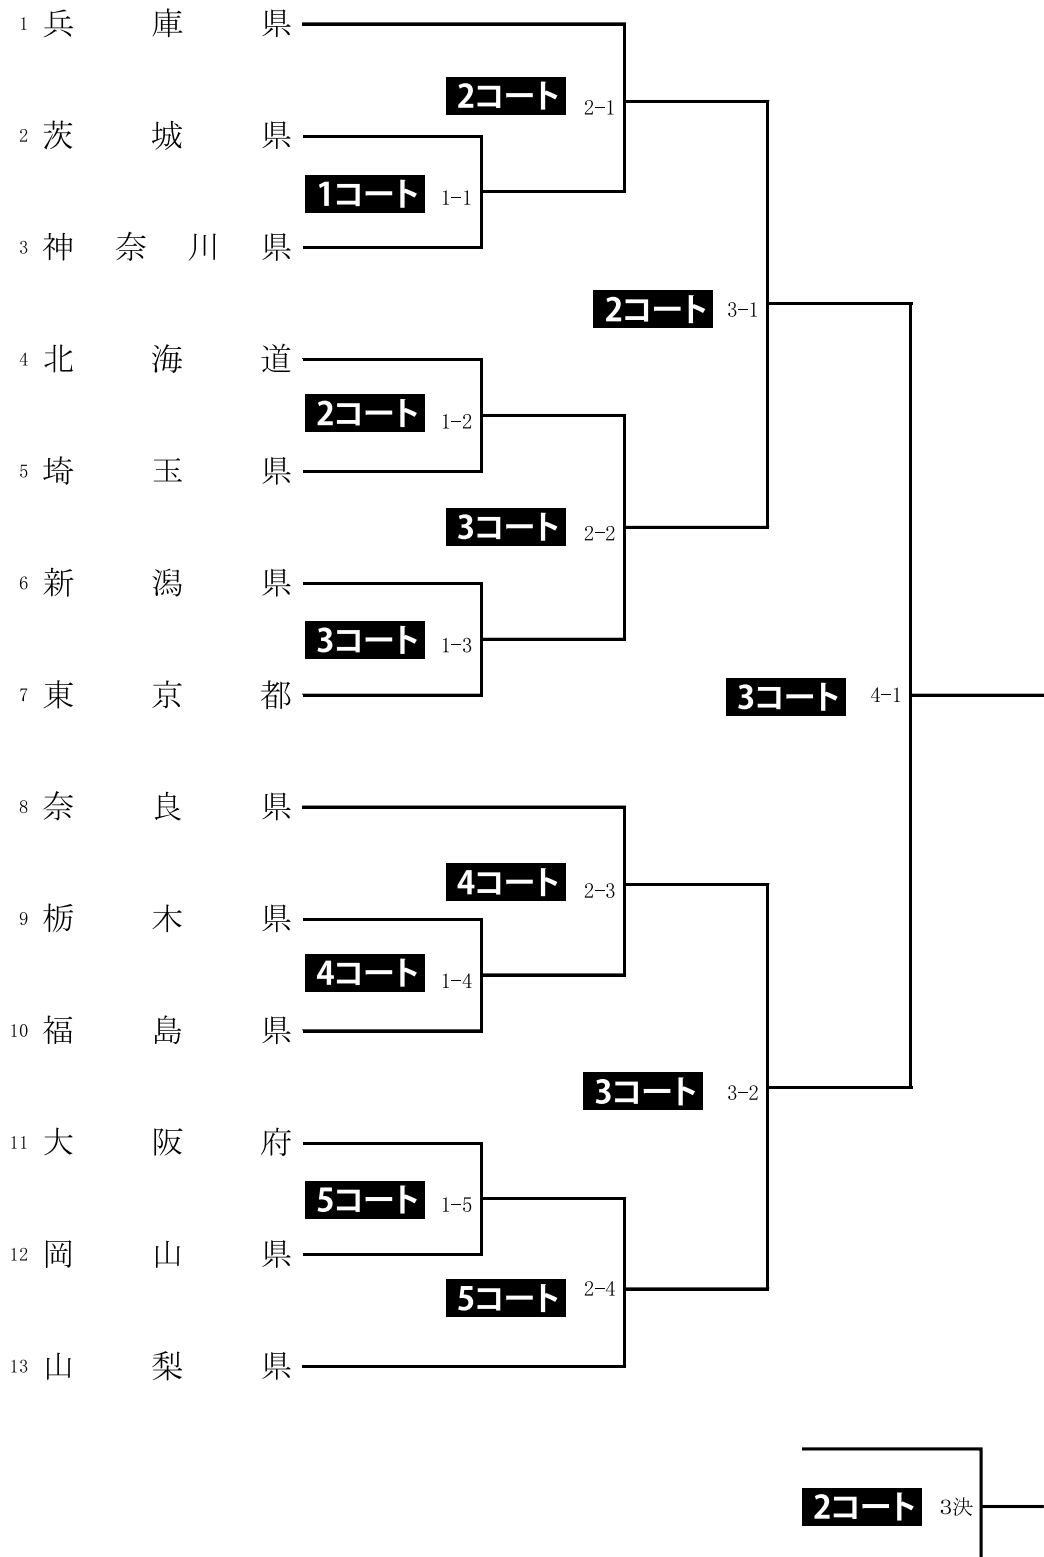 1 兵庫県
2コート 2-1
2 茨城県
1コート 1-1
3 神奈川県
2コート 3-1
4 北海道
2コート 1-2
5 埼玉県
3コート 2-2
6 新潟県
3コート 1-3
7 東京都
3コート 4-1
8 奈良県
4コート 2-3
9 栃木県
4コート 1-4
10 福島県
3コート 3-2
11 大阪府
5コート 1-5
12 岡山県
5コート 2-4
13 山梨県
2コート 3決